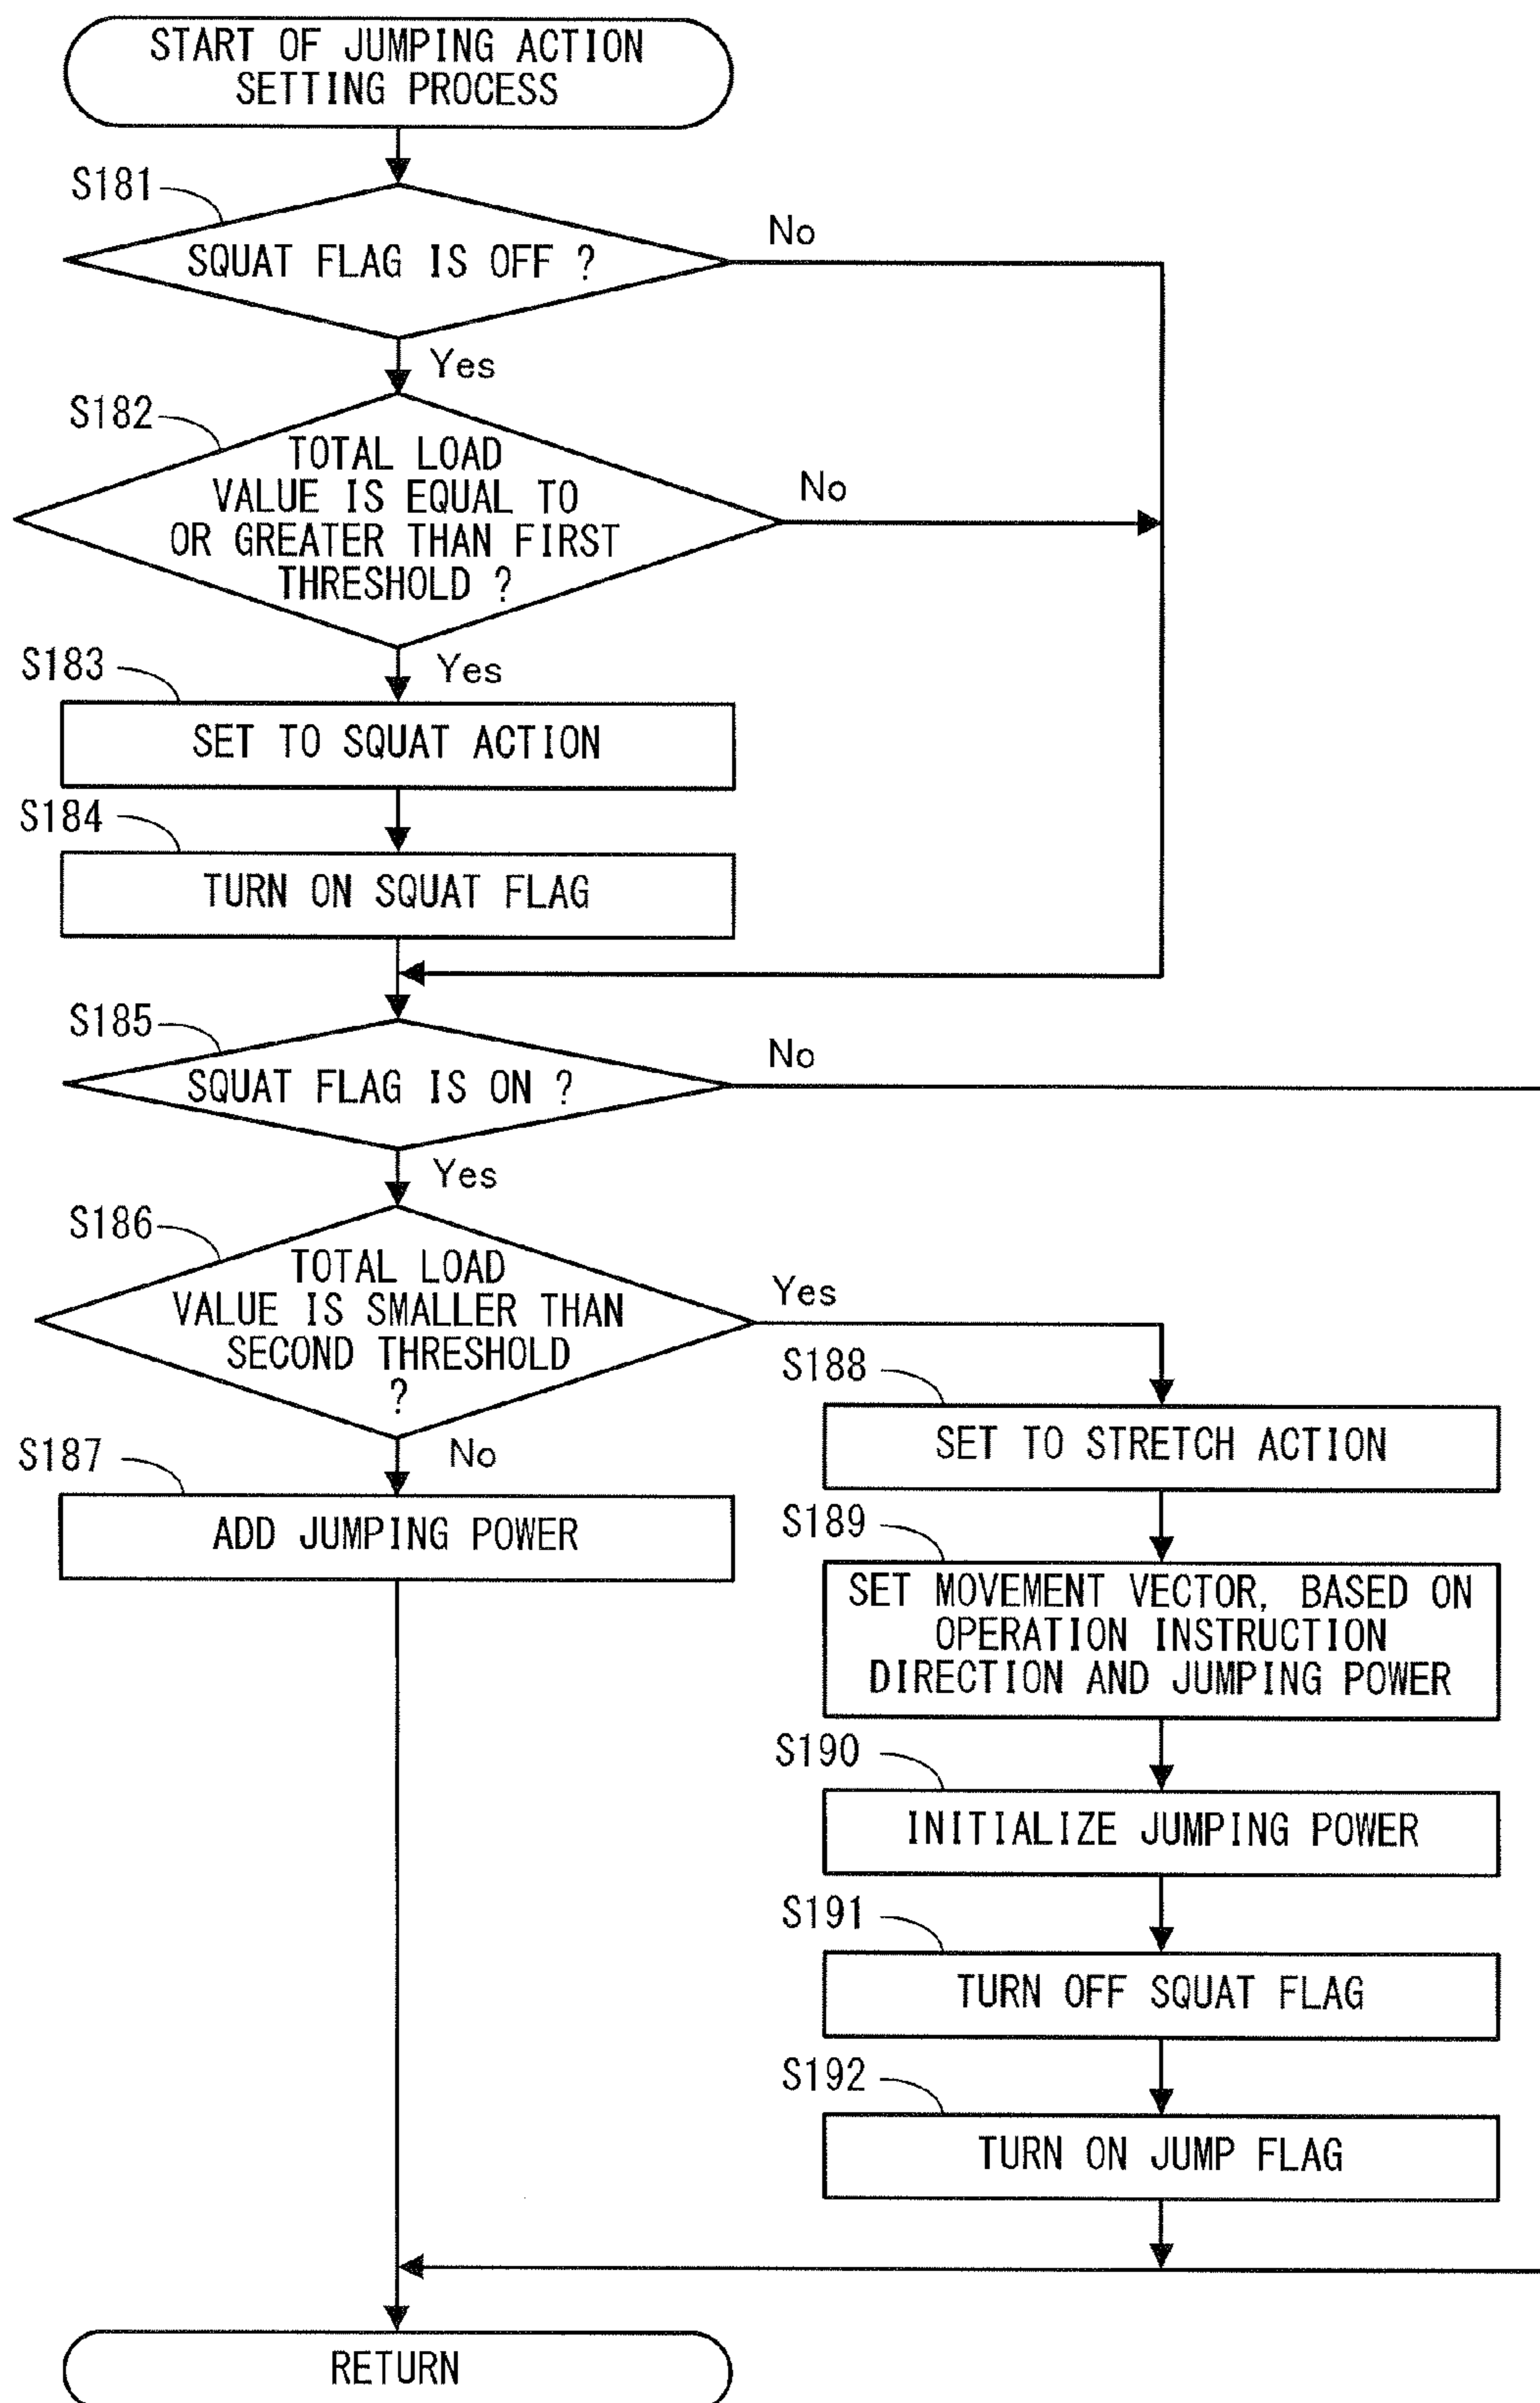 START OF JUMPING ACTION
SETTING PROCESS
S181
SQUAT FLAG IS OFF ?
No
Yes
S182
TOTAL LOAD
VALUE IS EQUAL TO
OR GREATER THAN FIRST
THRESHOLD ?
No
Yes
S183
SET TO SQUAT ACTION
S184
TURN ON SQUAT FLAG
S185
SQUAT FLAG IS ON ?
No
Yes
S186
TOTAL LOAD
VALUE IS SMALLER THAN
SECOND THRESHOLD
?
Yes
No
S187
ADD JUMPING POWER
S188
SET TO STRETCH ACTION
S189
SET MOVEMENT VECTOR, BASED ON
OPERATION INSTRUCTION
DIRECTION AND JUMPING POWER
S190
INITIALIZE JUMPING POWER
S191
TURN OFF SQUAT FLAG
S192
TURN ON JUMP FLAG
RETURN